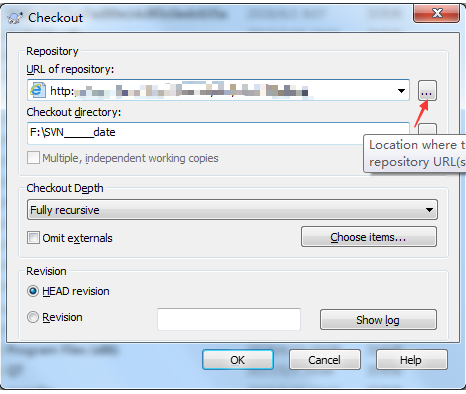 Checkout
Repository
URL of repository:
http:
...
Checkout directory:
F:\SVN_____date
Location where t
repository URL(s
Multiple, independent working copies
Checkout Depth
Fully recursive
Omit externals
Choose items...
Revision
HEAD revision
Revision
Show log
OK
Cancel
Help